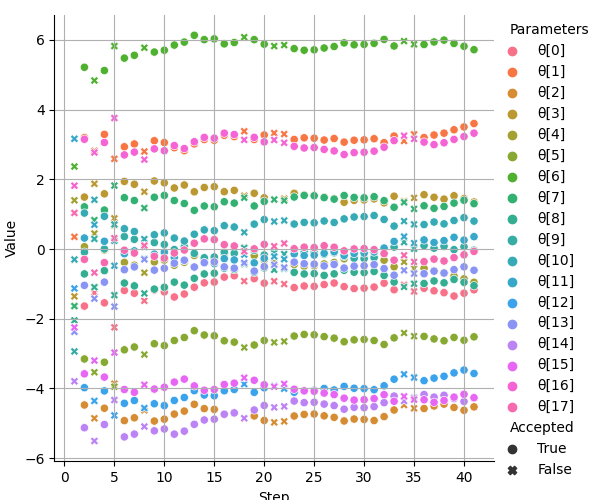 Parameters
θ[0]
θ[1]
θ[2]
θ[3]
θ[4]
θ[5]
θ[6]
θ[7]
θ[8]
θ[9]
θ[10]
θ[11]
θ[12]
θ[13]
θ[14]
θ[15]
θ[16]
θ[17]
Accepted
True
False
Value
6
4
2
0
−2
−4
−6
0 5 10 15 20 25 30 35 40
Step